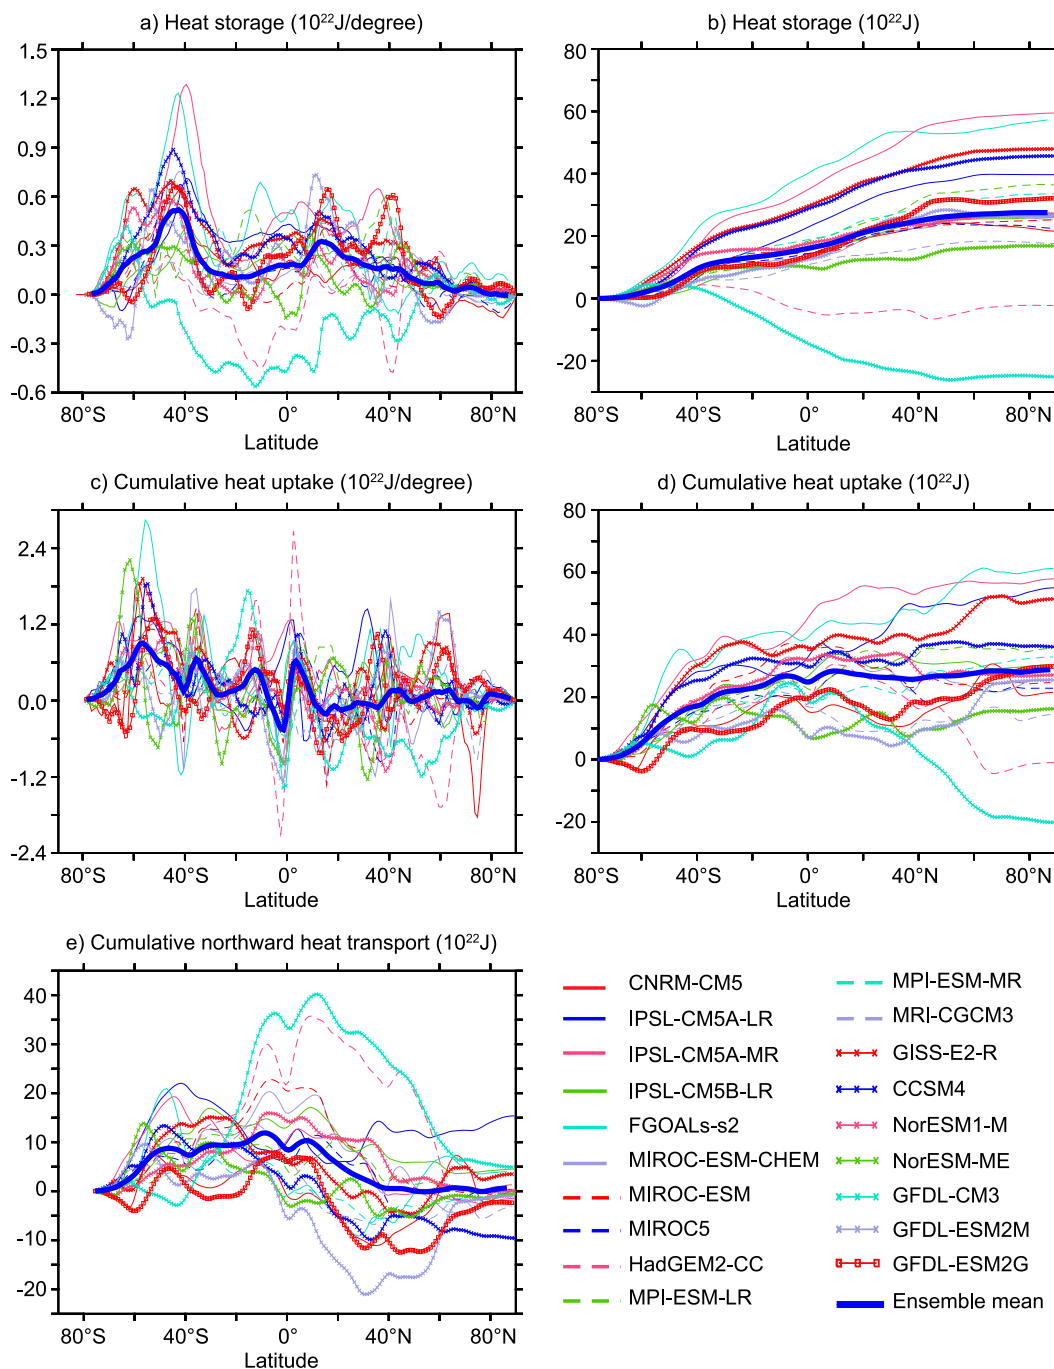 a) Heat storage (10²²J/degree)
1.5
1.2
0.9
0.6
0.3
0.0
-0.3
-0.6
80°S 40°S 0° 40°N 80°N
Latitude
b) Heat storage (10²²J)
80
60
40
20
0
-20
80°S 40°S 0° 40°N 80°N
Latitude
c) Cumulative heat uptake (10²²J/degree)
2.4
1.2
0.0
-1.2
-2.4
80°S 40°S 0° 40°N 80°N
Latitude
d) Cumulative heat uptake (10²²J)
80
60
40
20
0
-20
80°S 40°S 0° 40°N 80°N
Latitude
e) Cumulative northward heat transport (10²²J)
40
30
20
10
0
-10
-20
80°S 40°S 0° 40°N 80°N
Latitude
CNRM-CM5
IPSL-CM5A-LR
IPSL-CM5A-MR
IPSL-CM5B-LR
FGOALs-s2
MIROC-ESM-CHEM
MIROC-ESM
MIROC5
HadGEM2-CC
MPI-ESM-LR
MPI-ESM-MR
MRI-CGCM3
GISS-E2-R
CCSM4
NorESM1-M
NorESM-ME
GFDL-CM3
GFDL-ESM2M
GFDL-ESM2G
Ensemble mean